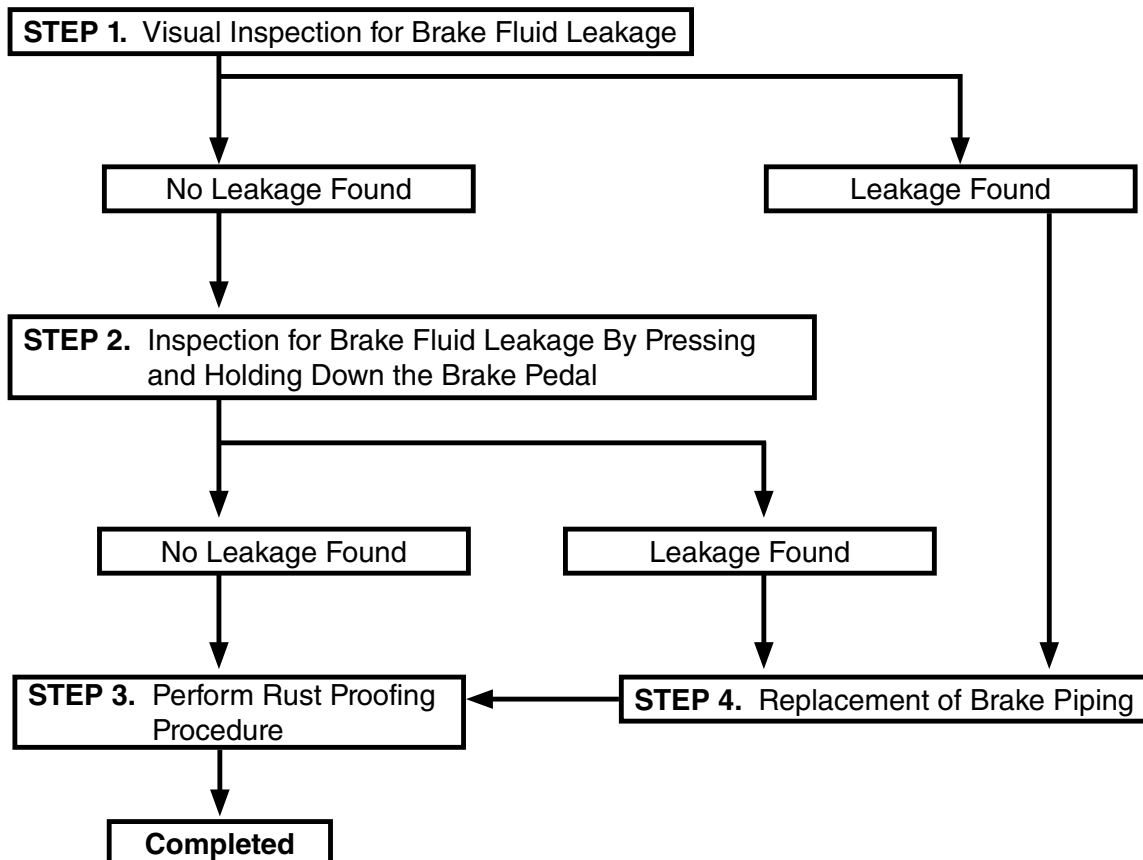 STEP 1. Visual Inspection for Brake Fluid Leakage
No Leakage Found
Leakage Found
STEP 2. Inspection for Brake Fluid Leakage By Pressing
and Holding Down the Brake Pedal
No Leakage Found
Leakage Found
STEP 3. Perform Rust Proofing
Procedure
STEP 4. Replacement of Brake Piping
Completed